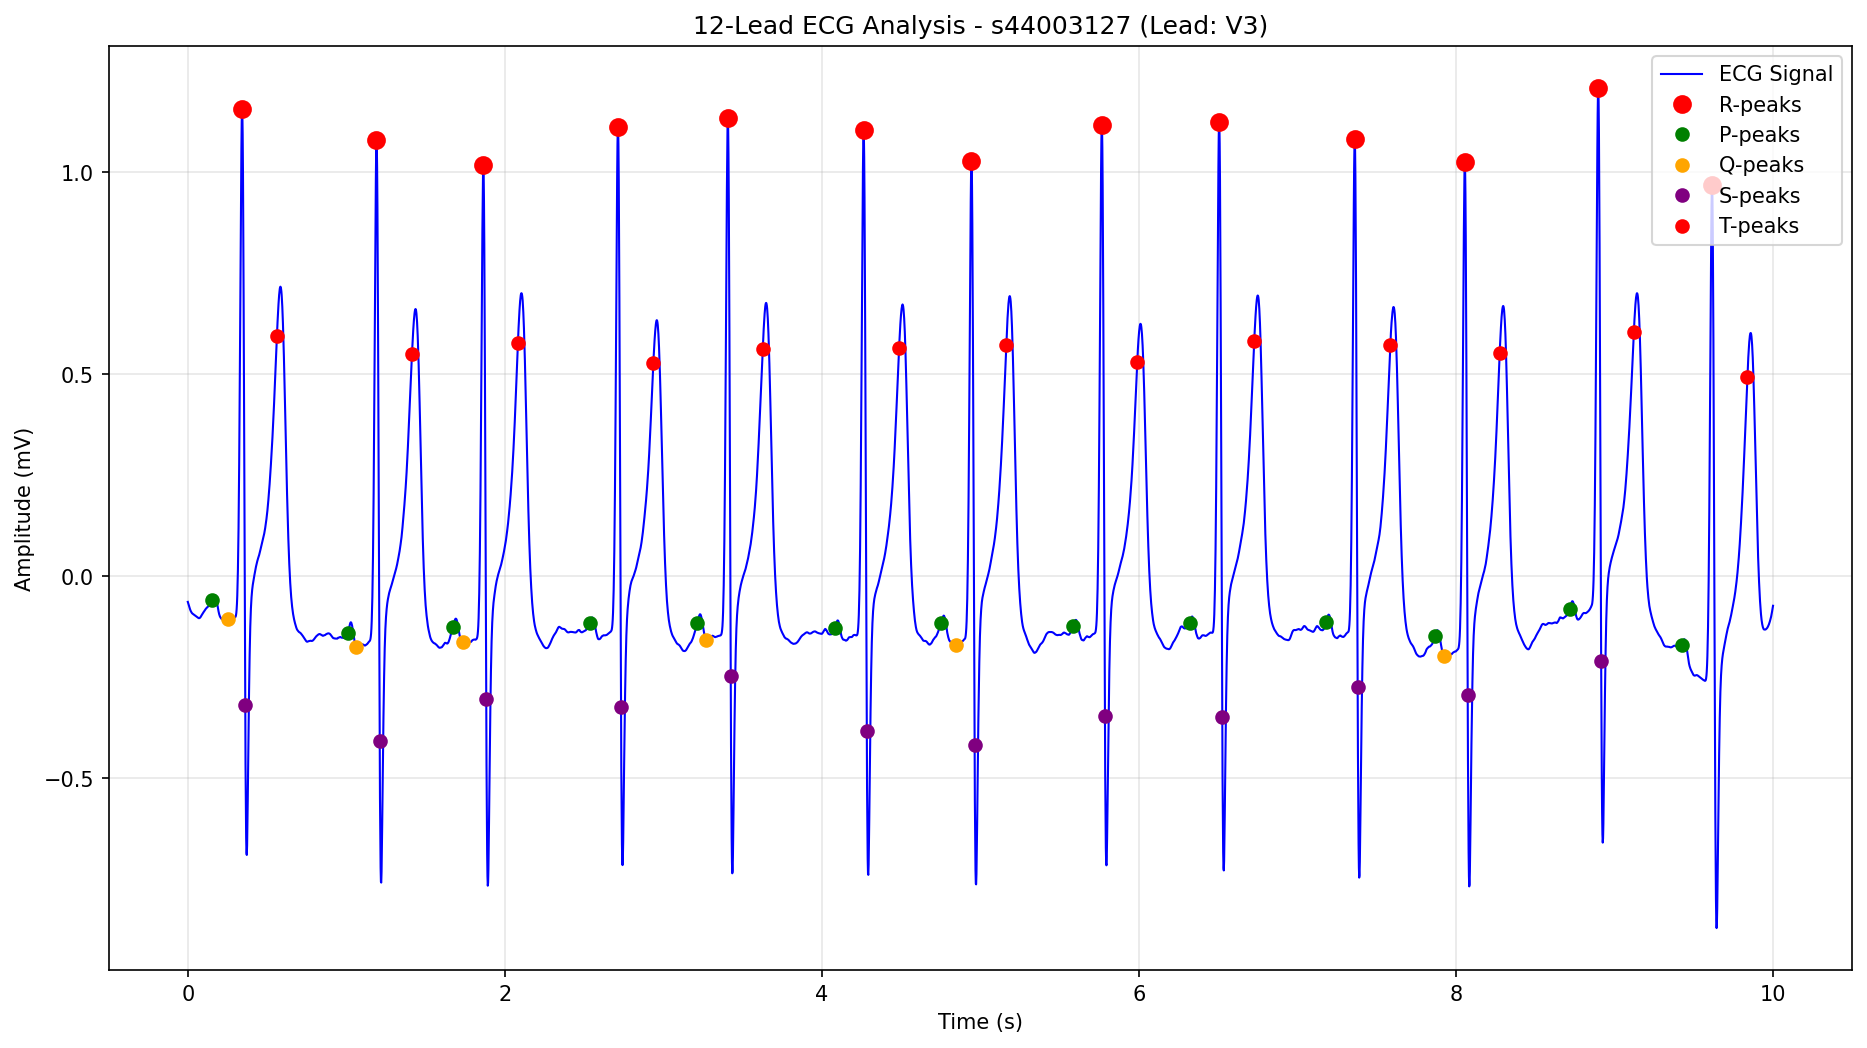 12-Lead ECG Analysis - s44003127 (Lead: V3)
ECG Signal
R-peaks
P-peaks
Q-peaks
S-peaks
T-peaks
Amplitude (mV)
1.0
0.5
0.0
−0.5
0 2 4 6 8 10
Time (s)